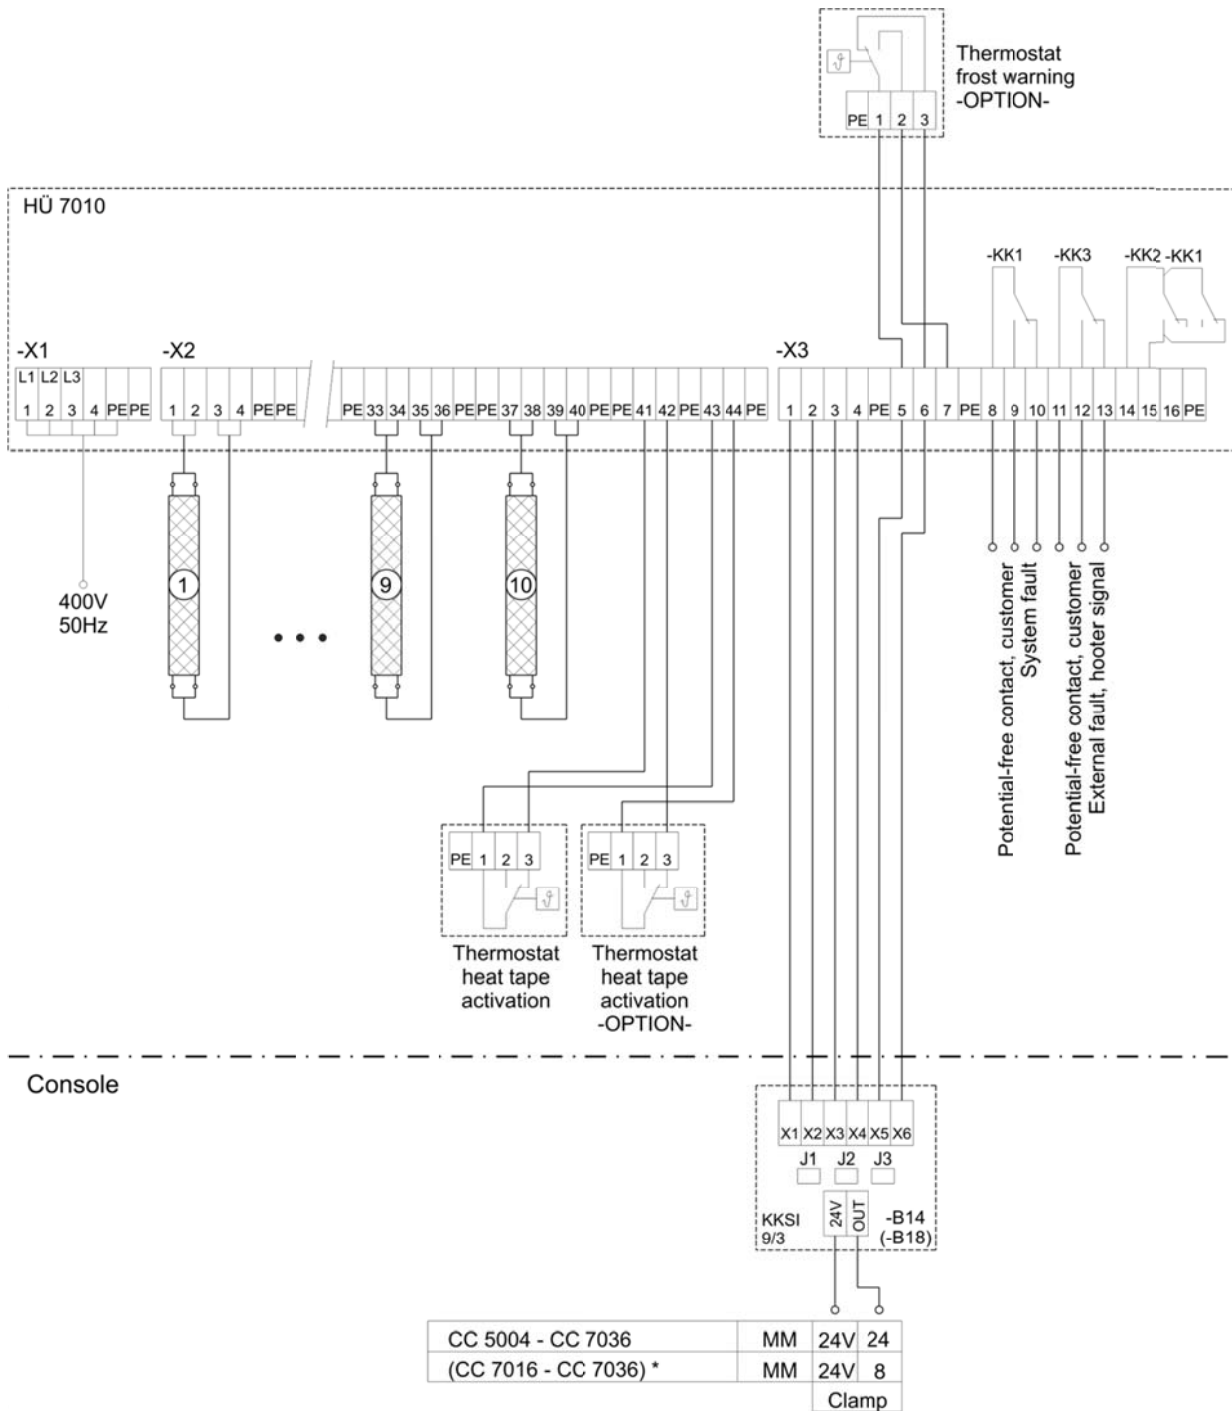 Thermostat
frost warning
-OPTION-
ϑ
PE 1 2 3
HÜ 7010
-KK1 -KK3 -KK2 -KK1
-X1 -X2 -X3
L1 L2 L3
1 2 3 4 PE PE
1 2 3 4 PE PE
PE 33 34 35 36 PE PE 37 38 39 40 PE PE 41 42 PE 43 44 PE
1 2 3 4 PE 5 6 7 PE 8 9 10 11 12 13 14 15 16 PE
400V
50Hz
1
9
10
Potential-free contact, customer
System fault
Potential-free contact, customer
External fault, hooter signal
PE 1 2 3
ϑ
Thermostat
heat tape
activation
PE 1 2 3
ϑ
Thermostat
heat tape
activation
-OPTION-
Console
X1 X2 X3 X4 X5 X6
J1 J2 J3
24V OUT
KKSI
9/3
-B14
(-B18)
CC 5004 - CC 7036 MM 24V 24
(CC 7016 - CC 7036) * MM 24V 8
Clamp